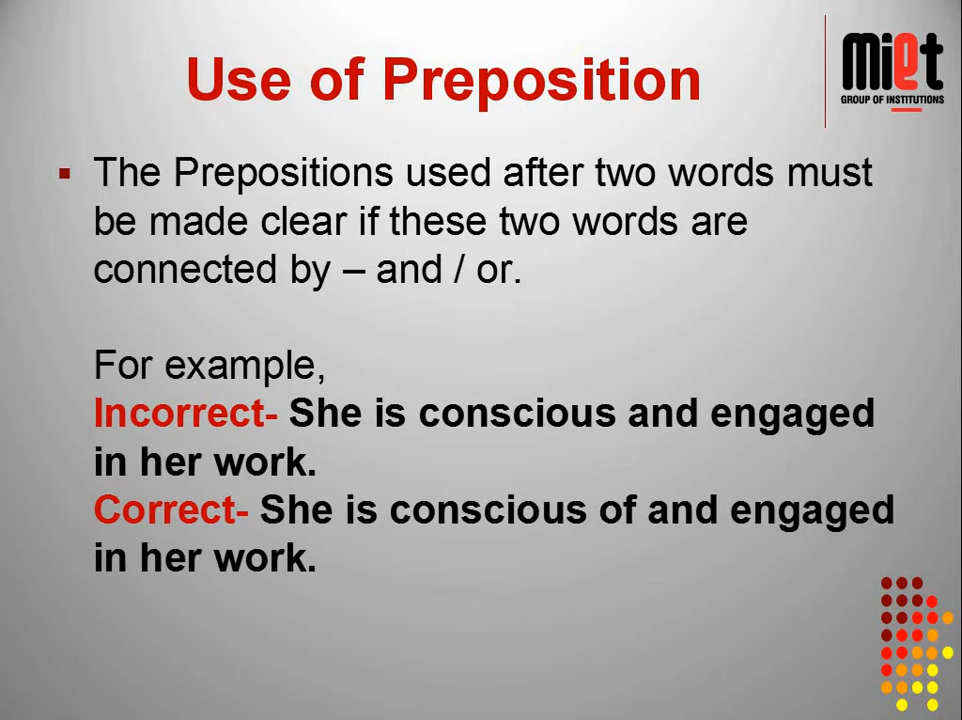 Use of Preposition
miet
GROUP OF INSTITUTIONS
▪ The Prepositions used after two words must
be made clear if these two words are
connected by – and / or.
For example,
Incorrect- She is conscious and engaged
in her work.
Correct- She is conscious of and engaged
in her work.